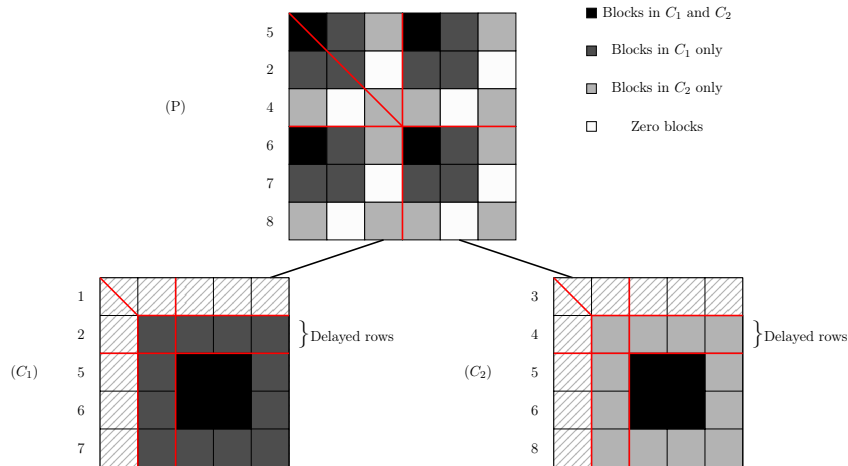 5
2
4
6
7
8
(P)
Blocks in C₁ and C₂
Blocks in C₁ only
Blocks in C₂ only
Zero blocks
1
2
5
6
7
(C₁)
} Delayed rows
3
4
5
6
8
(C₂)
} Delayed rows